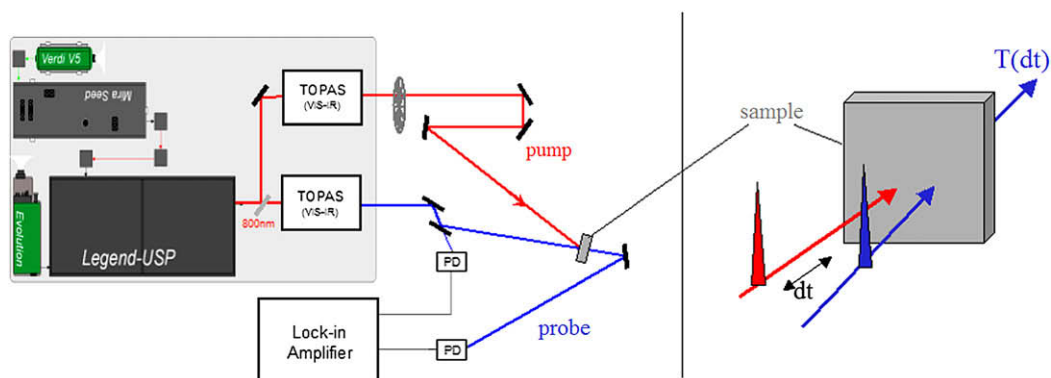 Verdi V5
Mira Seed
Evolution
Legend-USP
800nm
TOPAS
(VIS-IR)
TOPAS
(VIS-IR)
pump
sample
PD
Lock-in
Amplifier
PD
probe
T(dt)
dt